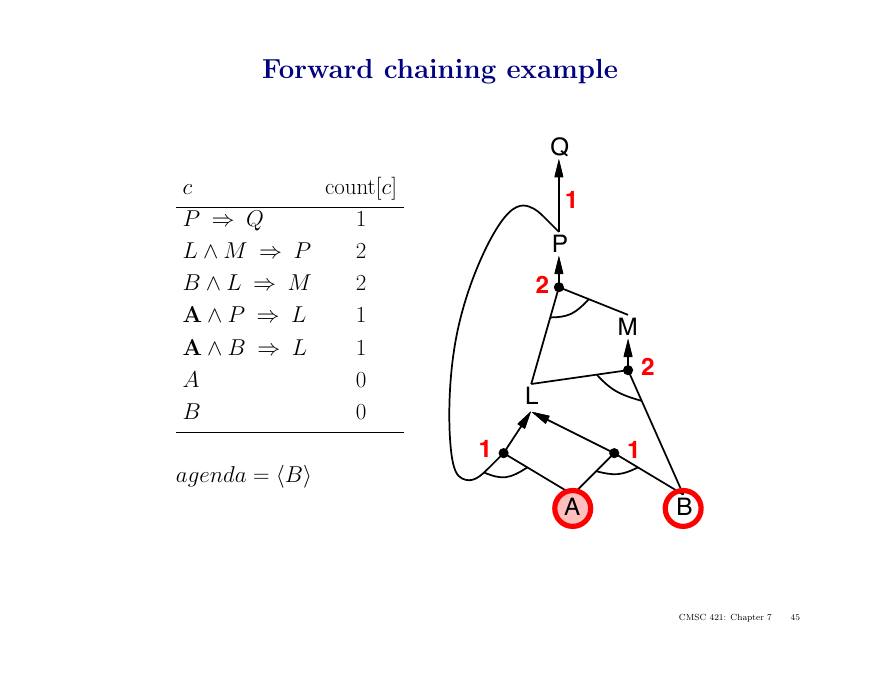 Forward chaining example
c count[c]
P ⇒ Q 1
L ∧ M ⇒ P 2
B ∧ L ⇒ M 2
A ∧ P ⇒ L 1
A ∧ B ⇒ L 1
A 0
B 0
agenda = ⟨B⟩
Q
1
P
2
M
2
L
1
1
A
B
CMSC 421: Chapter 7 45